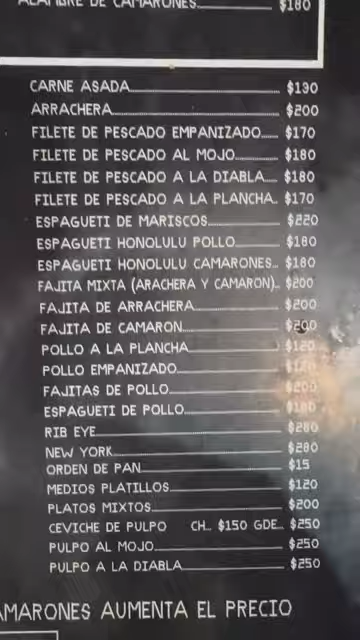 ALAMBRE DE CAMARONES $180
CARNE ASADA $190
ARRACHERA $200
FILETE DE PESCADO EMPANIZADO $170
FILETE DE PESCADO AL MOJO $180
FILETE DE PESCADO A LA DIABLA $180
FILETE DE PESCADO A LA PLANCHA $170
ESPAGUETI DE MARISCOS $220
ESPAGUETI HONOLULU POLLO $180
ESPAGUETI HONOLULU CAMARONES $180
FAJITA MIXTA (ARACHERA Y CAMARON) $200
FAJITA DE ARRACHERA $200
FAJITA DE CAMARON $200
POLLO A LA PLANCHA $120
POLLO EMPANIZADO
FAJITAS DE POLLO $200
ESPAGUETI DE POLLO
RIB EYE $280
NEW YORK $280
ORDEN DE PAN $15
MEDIOS PLATILLOS $120
PLATOS MIXTOS $200
CEVICHE DE PULPO CH.. $150 GDE.. $250
PULPO AL MOJO $250
PULPO A LA DIABLA $250
AMARONES AUMENTA EL PRECIO